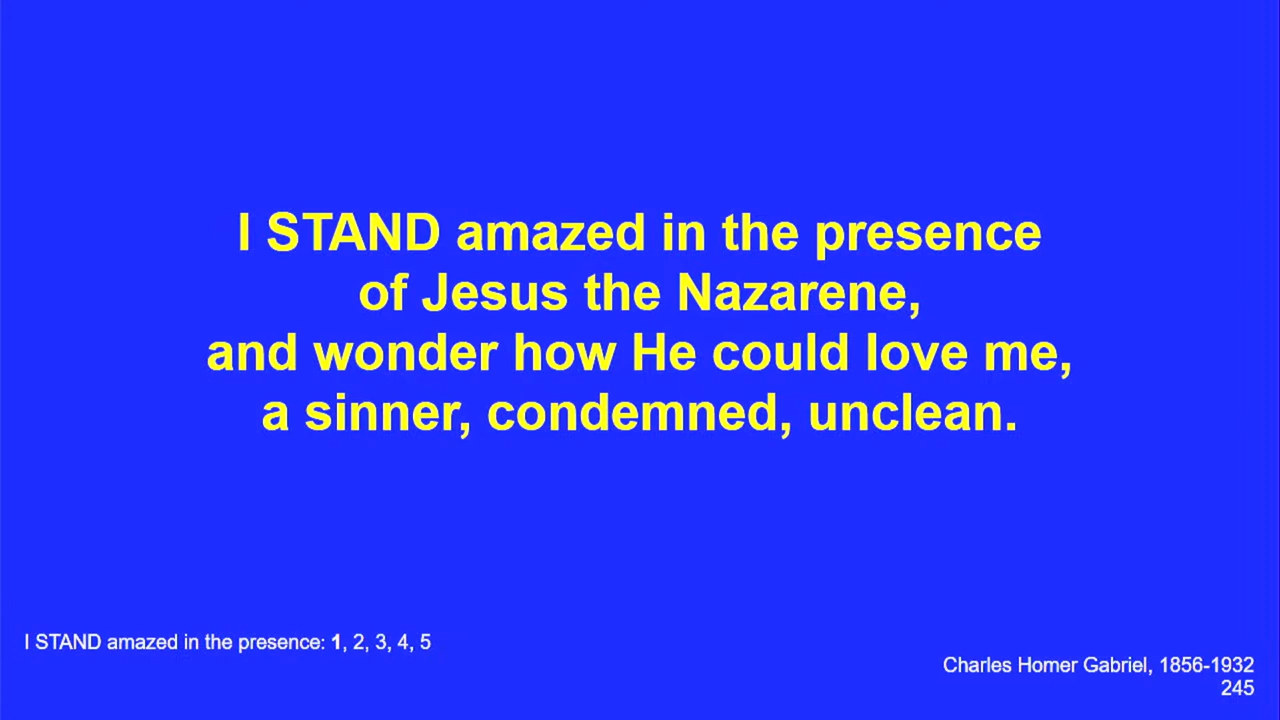 I STAND amazed in the presence
of Jesus the Nazarene,
and wonder how He could love me,
a sinner, condemned, unclean.
I STAND amazed in the presence: 1, 2, 3, 4, 5
Charles Homer Gabriel, 1856-1932
245